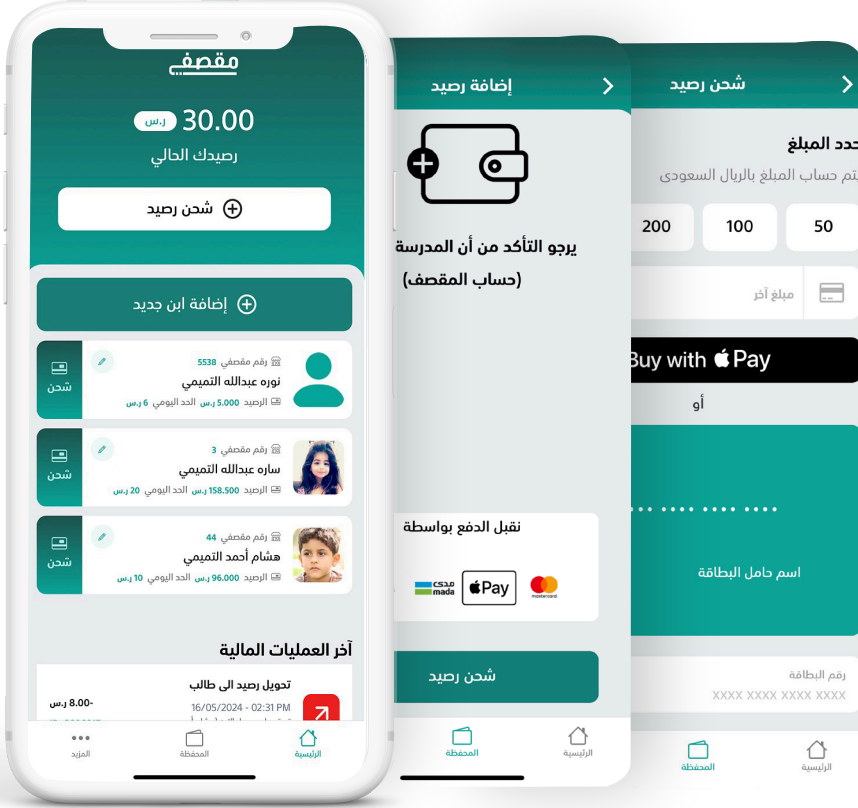 مقصفي
30.00 ر.س
رصيدك الحالي
شحن رصيد
إضافة ابن جديد
رقم مقصفي 5538
نوره عبدالله التميمي
الرصيد 5.000 ر.س الحد اليومي 6 ر.س
شحن
رقم مقصفي 3
ساره عبدالله التميمي
الرصيد 158.500 ر.س الحد اليومي 20 ر.س
شحن
رقم مقصفي 44
هشام أحمد التميمي
الرصيد 96.000 ر.س الحد اليومي 10 ر.س
شحن
آخر العمليات المالية
تحويل رصيد الى طالب
16/05/2024 - 02:31 PM
-8.00 ر.س
الرئيسية
المحفظة
المزيد
إضافة رصيد
يرجو التأكد من أن المدرسة
(حساب المقصف)
نقبل الدفع بواسطة
mastercard
Pay
مدى
mada
شحن رصيد
الرئيسية
المحفظة
شحن رصيد
حدد المبلغ
يتم حساب المبلغ بالريال السعودى
50
100
200
مبلغ آخر
Buy with Pay
أو
.... .... .... ...
اسم حامل البطاقة
رقم البطاقة
XXXX XXXX XXXX XXXX
الرئيسية
المحفظة